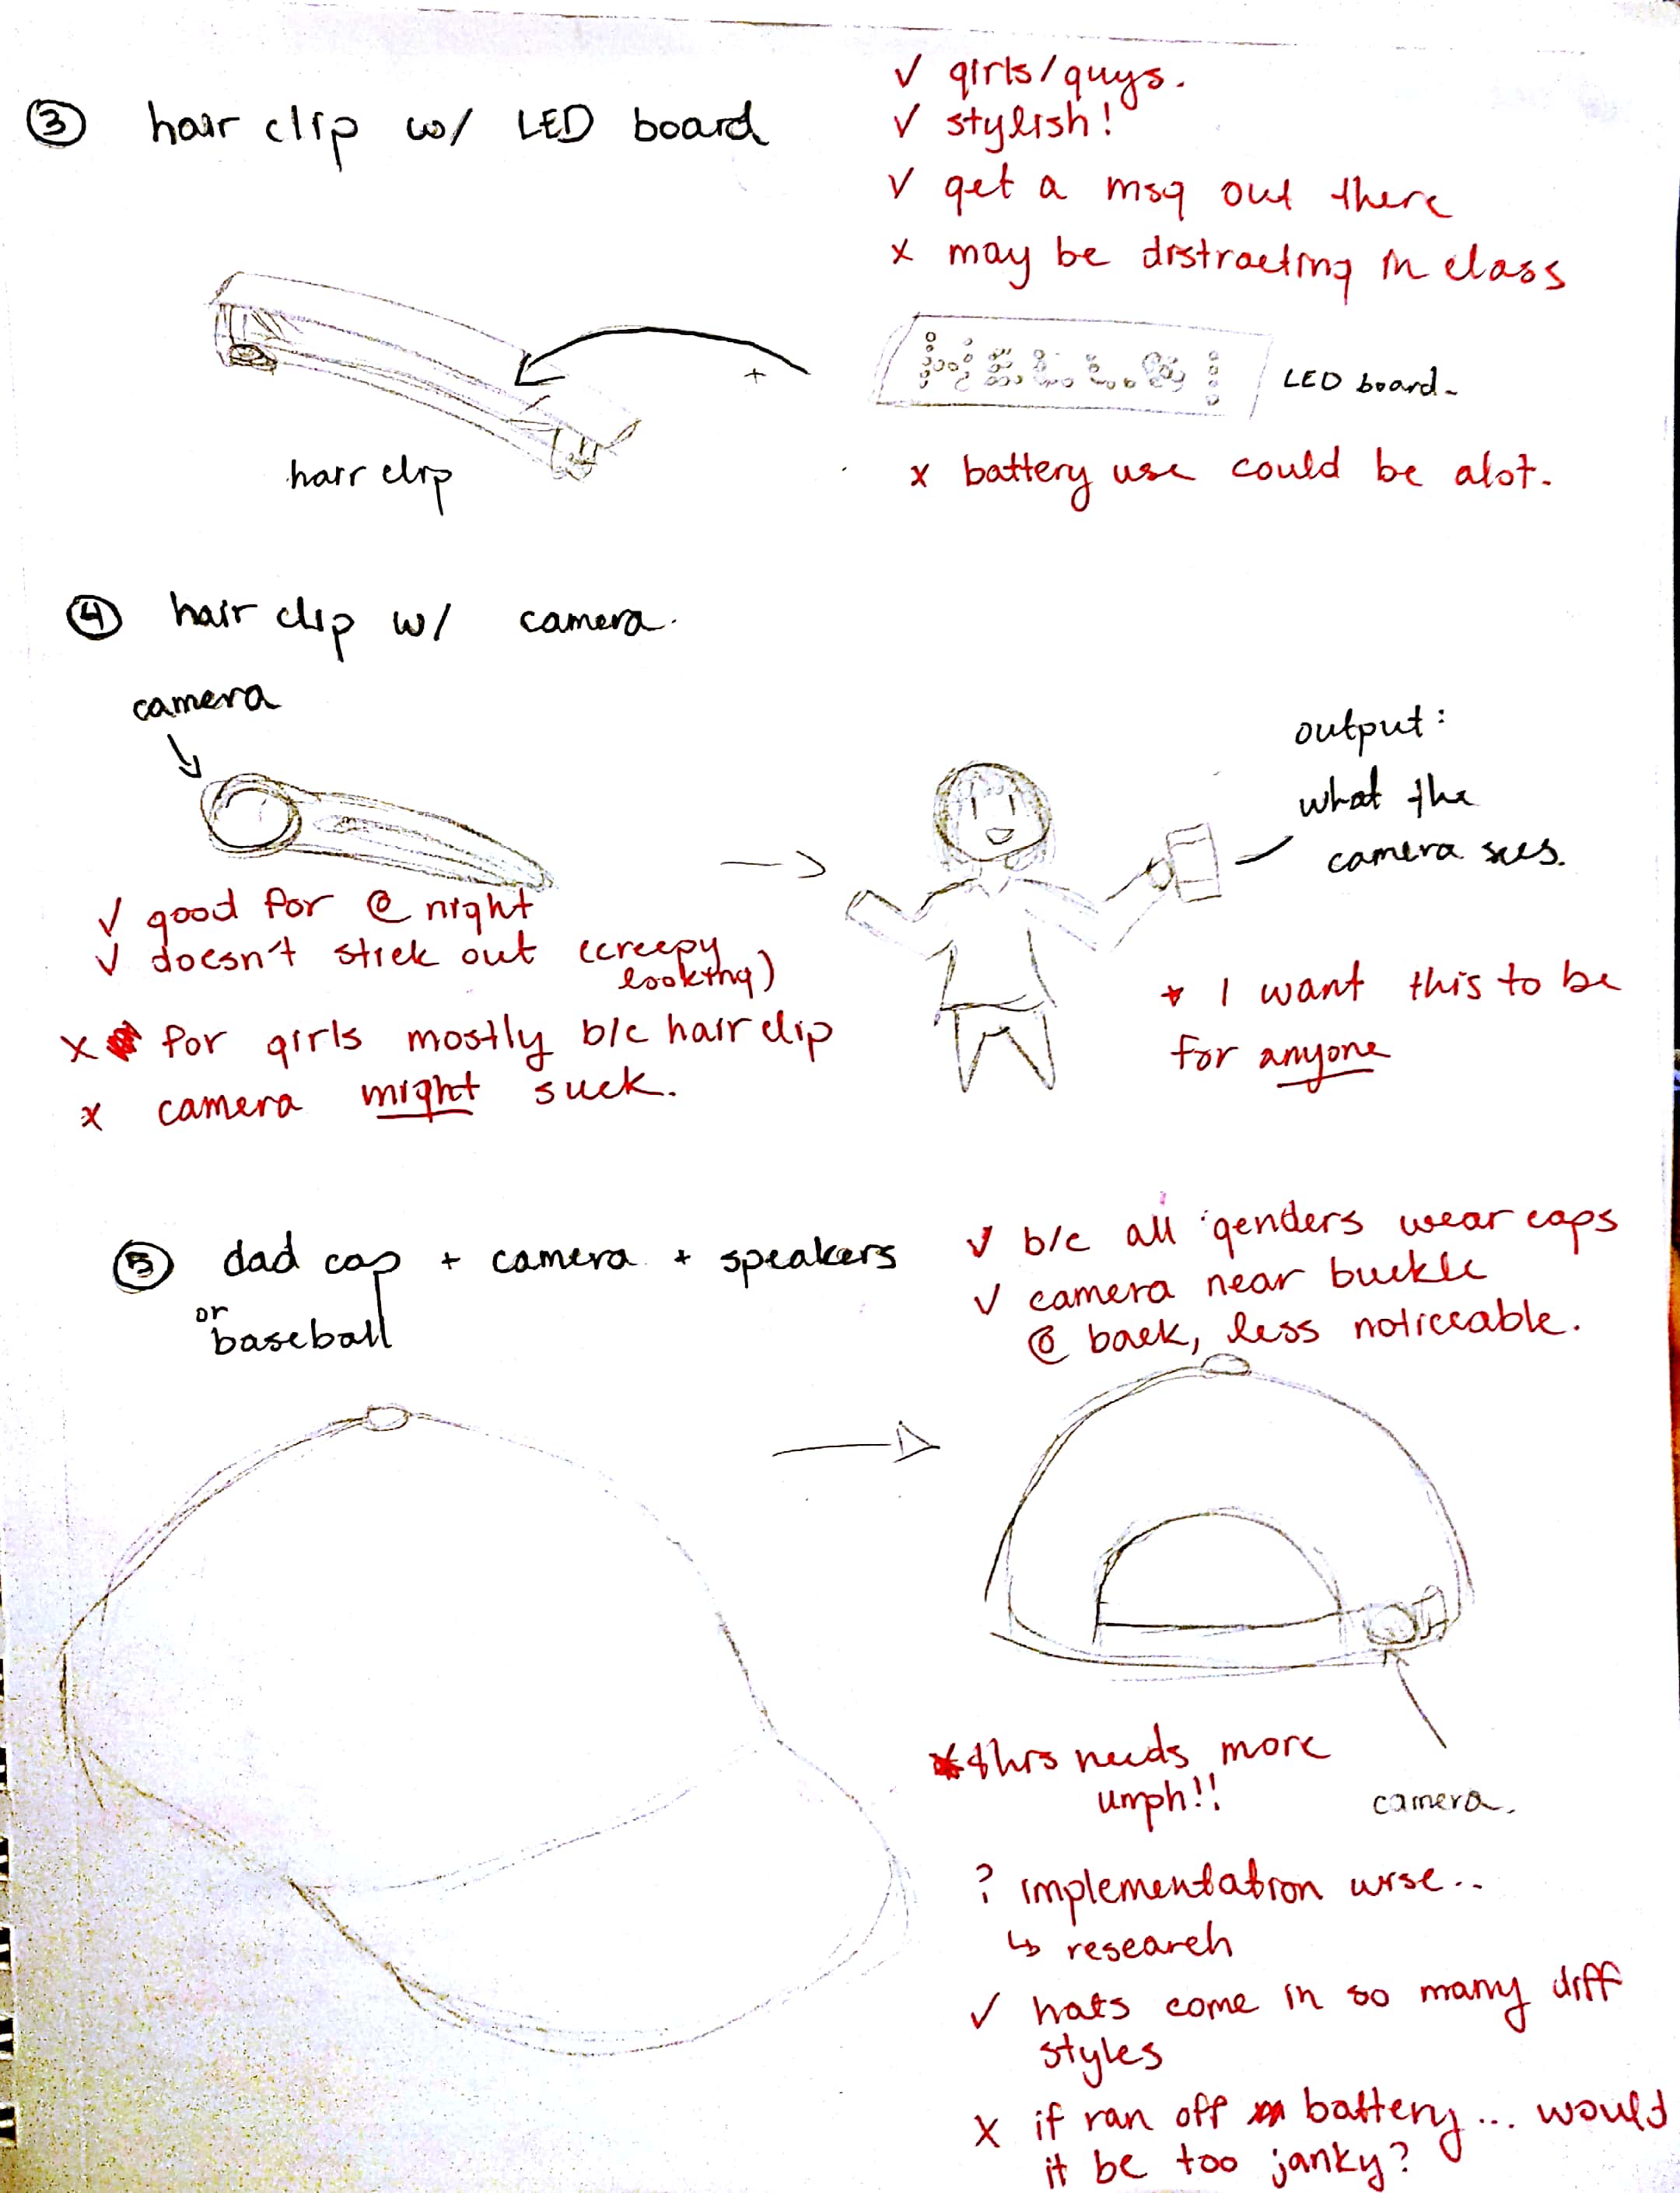 ③ hair clip w/ LED board
✓ girls/guys.
✓ stylish!
✓ get a msg out there
x may be distracting in class
+
HELLO!
LED board.
hair clip
x battery use could be alot.
④ hair clip w/ camera.
camera
output:
what the
camera sees.
✓ good for @ night
✓ doesn't stick out (creepy
looking)
x for girls mostly b/c hair clip
x camera might suck.
* I want this to be
for anyone
⑤ dad cap + camera + speakers
or
baseball
✓ b/c all genders wear caps
✓ camera near buckle
@ back, less noticeable.
* this needs more
umph!!
camera.
? implementation wise..
↳ research
✓ hats come in so many diff
styles
x if ran off battery... would
it be too janky?